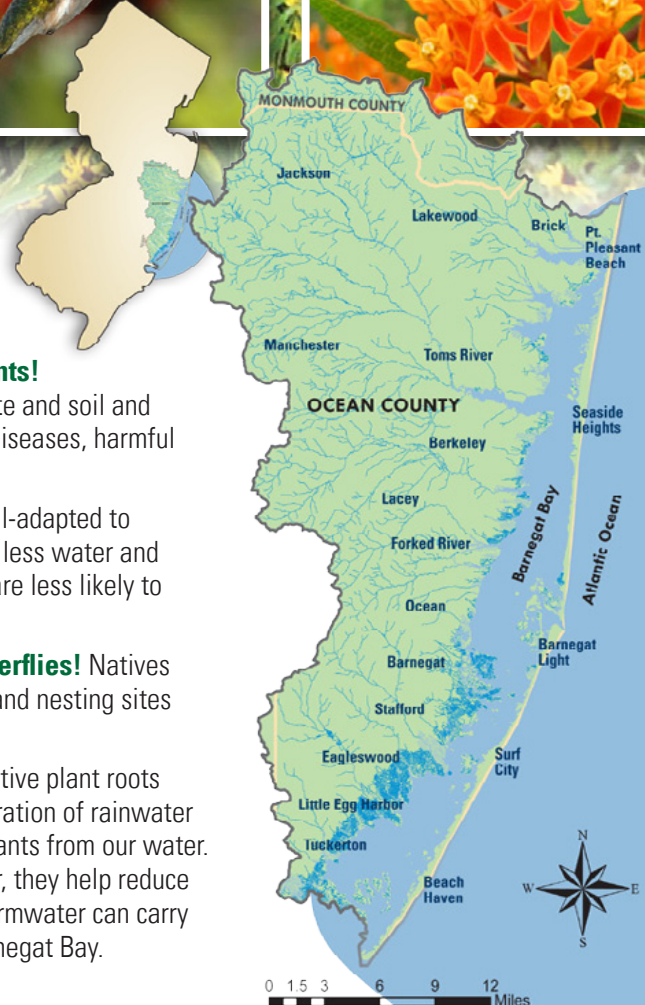 MONMOUTH COUNTY
Jackson
Lakewood
Brick
Pt.
Pleasant
Beach
Manchester
Toms River
OCEAN COUNTY
Seaside
Heights
Berkeley
Lacey
Barnegat Bay
Atlantic Ocean
Forked River
Ocean
Barnegat
Light
Barnegat
Stafford
Eagleswood
Surf
City
Little Egg Harbor
Tuckerton
Beach
Haven
N
W
E
S
0 1.5 3 6 9 12
Miles
nts!
te and soil and
diseases, harmful
l-adapted to
less water and
are less likely to
erflies! Natives
and nesting sites
tive plant roots
ration of rainwater
ants from our water.
r, they help reduce
rmwater can carry
negat Bay.